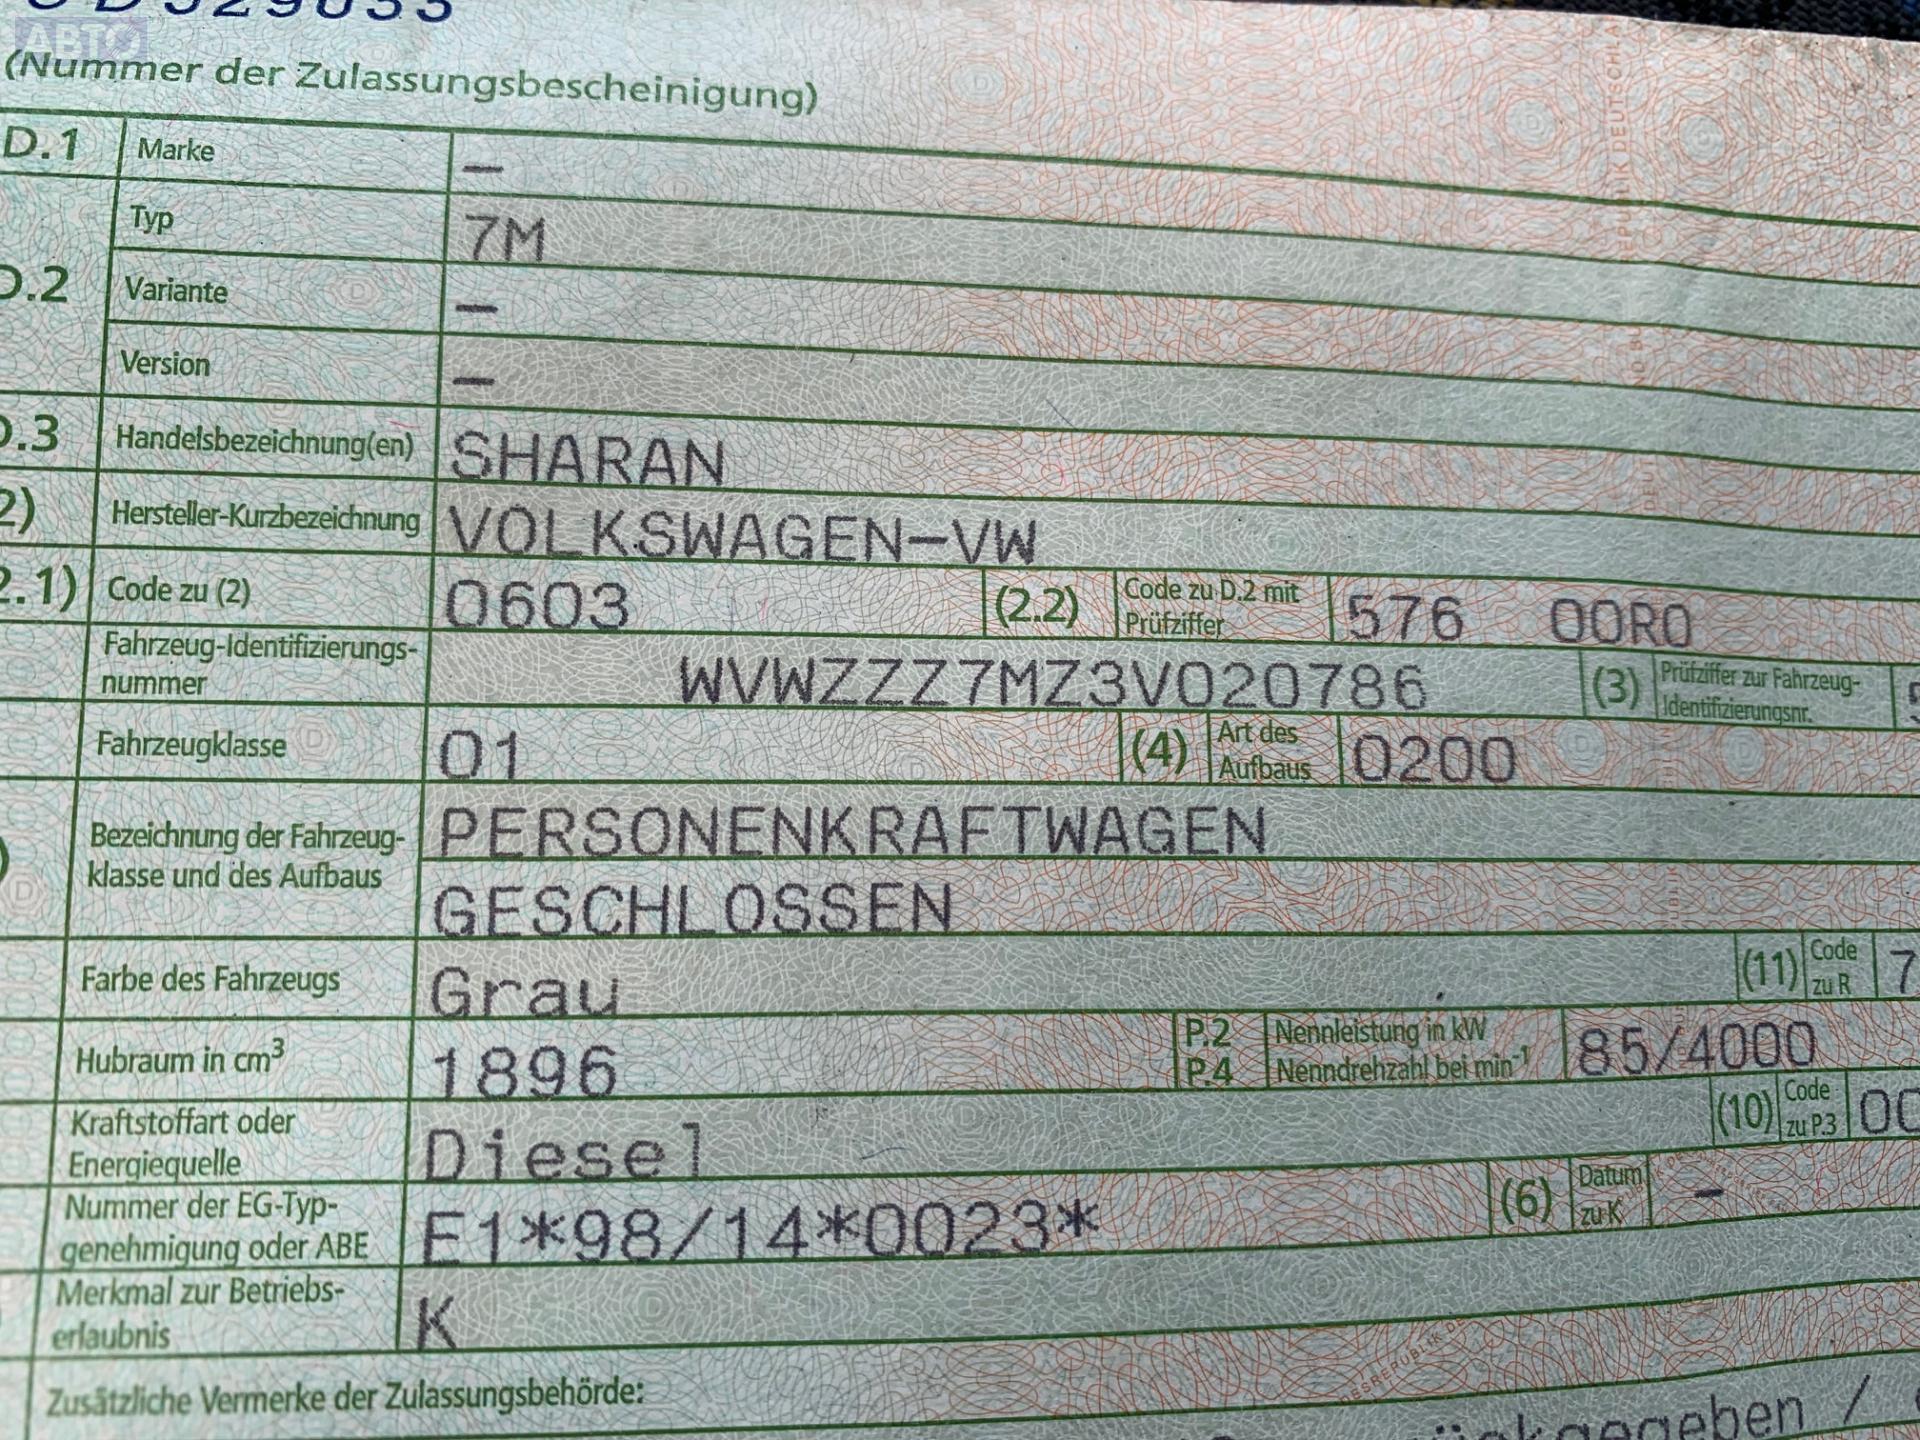 АВТО
(Nummer der Zulassungsbescheinigung)
D.1 Marke –
Typ 7M
D.2 Variante –
Version –
D.3 Handelsbezeichnung(en) SHARAN
2) Hersteller-Kurzbezeichnung VOLKSWAGEN-VW
2.1) Code zu (2) 0603 (2.2) Code zu D.2 mit Prüfziffer 576 00R0
Fahrzeug-Identifizierungs-
nummer WVWZZZ7MZ3V020786 (3) Prüfziffer zur Fahrzeug-
Identifizierungsnr.
Fahrzeugklasse 01 (4) Art des Aufbaus 0200
Bezeichnung der Fahrzeug- PERSONENKRAFTWAGEN
klasse und des Aufbaus GESCHLOSSEN
Farbe des Fahrzeugs Grau (11) Code zu R 7
Hubraum in cm³ 1896 P.2 Nennleistung in kW 85/4000
P.4 Nenndrehzahl bei min⁻¹
Kraftstoffart oder
Energiequelle Diesel (10) Code zu P.3 00
Nummer der EG-Typ-
genehmigung oder ABE E1*98/14*0023* (6) Datum zu K –
Merkmal zur Betriebs-
erlaubnis K
Zusätzliche Vermerke der Zulassungsbehörde: